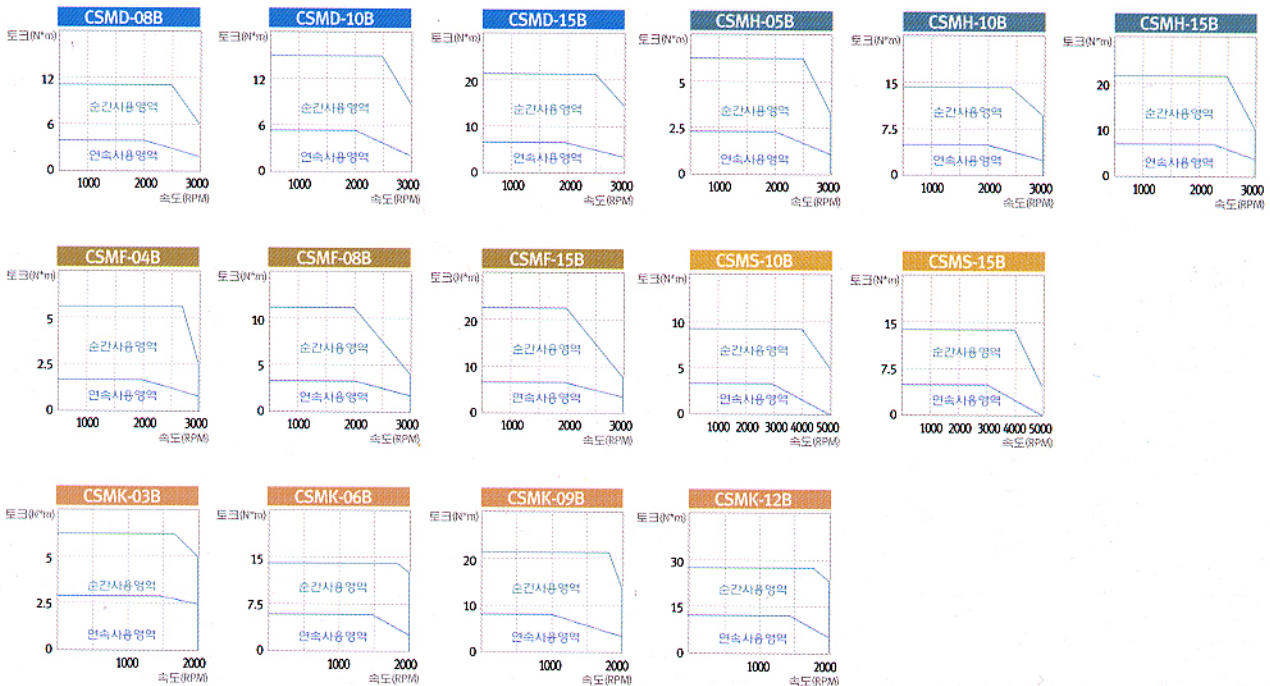 CSMD-08B
토크(N*m)
12
순간사용영역
6
연속사용영역
0
1000 2000 3000
속도(RPM)
CSMD-10B
토크(N*m)
12
순간사용영역
6
연속사용영역
0
1000 2000 3000
속도(RPM)
CSMD-15B
토크(N*m)
20
순간사용영역
10
연속사용영역
0
1000 2000 3000
속도(RPM)
CSMH-05B
토크(N*m)
5
순간사용영역
2.5
연속사용영역
0
1000 2000 3000
속도(RPM)
CSMH-10B
토크(N*m)
15
순간사용영역
7.5
연속사용영역
0
1000 2000 3000
속도(RPM)
CSMH-15B
토크(N*m)
20
순간사용영역
10
연속사용영역
0
1000 2000 3000
속도(RPM)
CSMF-04B
토크(N*m)
5
순간사용영역
2.5
연속사용영역
0
1000 2000 3000
속도(RPM)
CSMF-08B
토크(N*m)
10
순간사용영역
5
연속사용영역
0
1000 2000 3000
속도(RPM)
CSMF-15B
토크(N*m)
20
순간사용영역
10
연속사용영역
0
1000 2000 3000
속도(RPM)
CSMS-10B
토크(N*m)
10
순간사용영역
5
연속사용영역
0
1000 2000 3000 4000 5000
속도(RPM)
CSMS-15B
토크(N*m)
15
순간사용영역
7.5
연속사용영역
0
1000 2000 3000 4000 5000
속도(RPM)
CSMK-03B
토크(N*m)
5
순간사용영역
2.5
연속사용영역
0
1000 2000
속도(RPM)
CSMK-06B
토크(N*m)
15
순간사용영역
7.5
연속사용영역
0
1000 2000
속도(RPM)
CSMK-09B
토크(N*m)
20
순간사용영역
10
연속사용영역
0
1000 2000
속도(RPM)
CSMK-12B
토크(N*m)
30
순간사용영역
15
연속사용영역
0
1000 2000
속도(RPM)